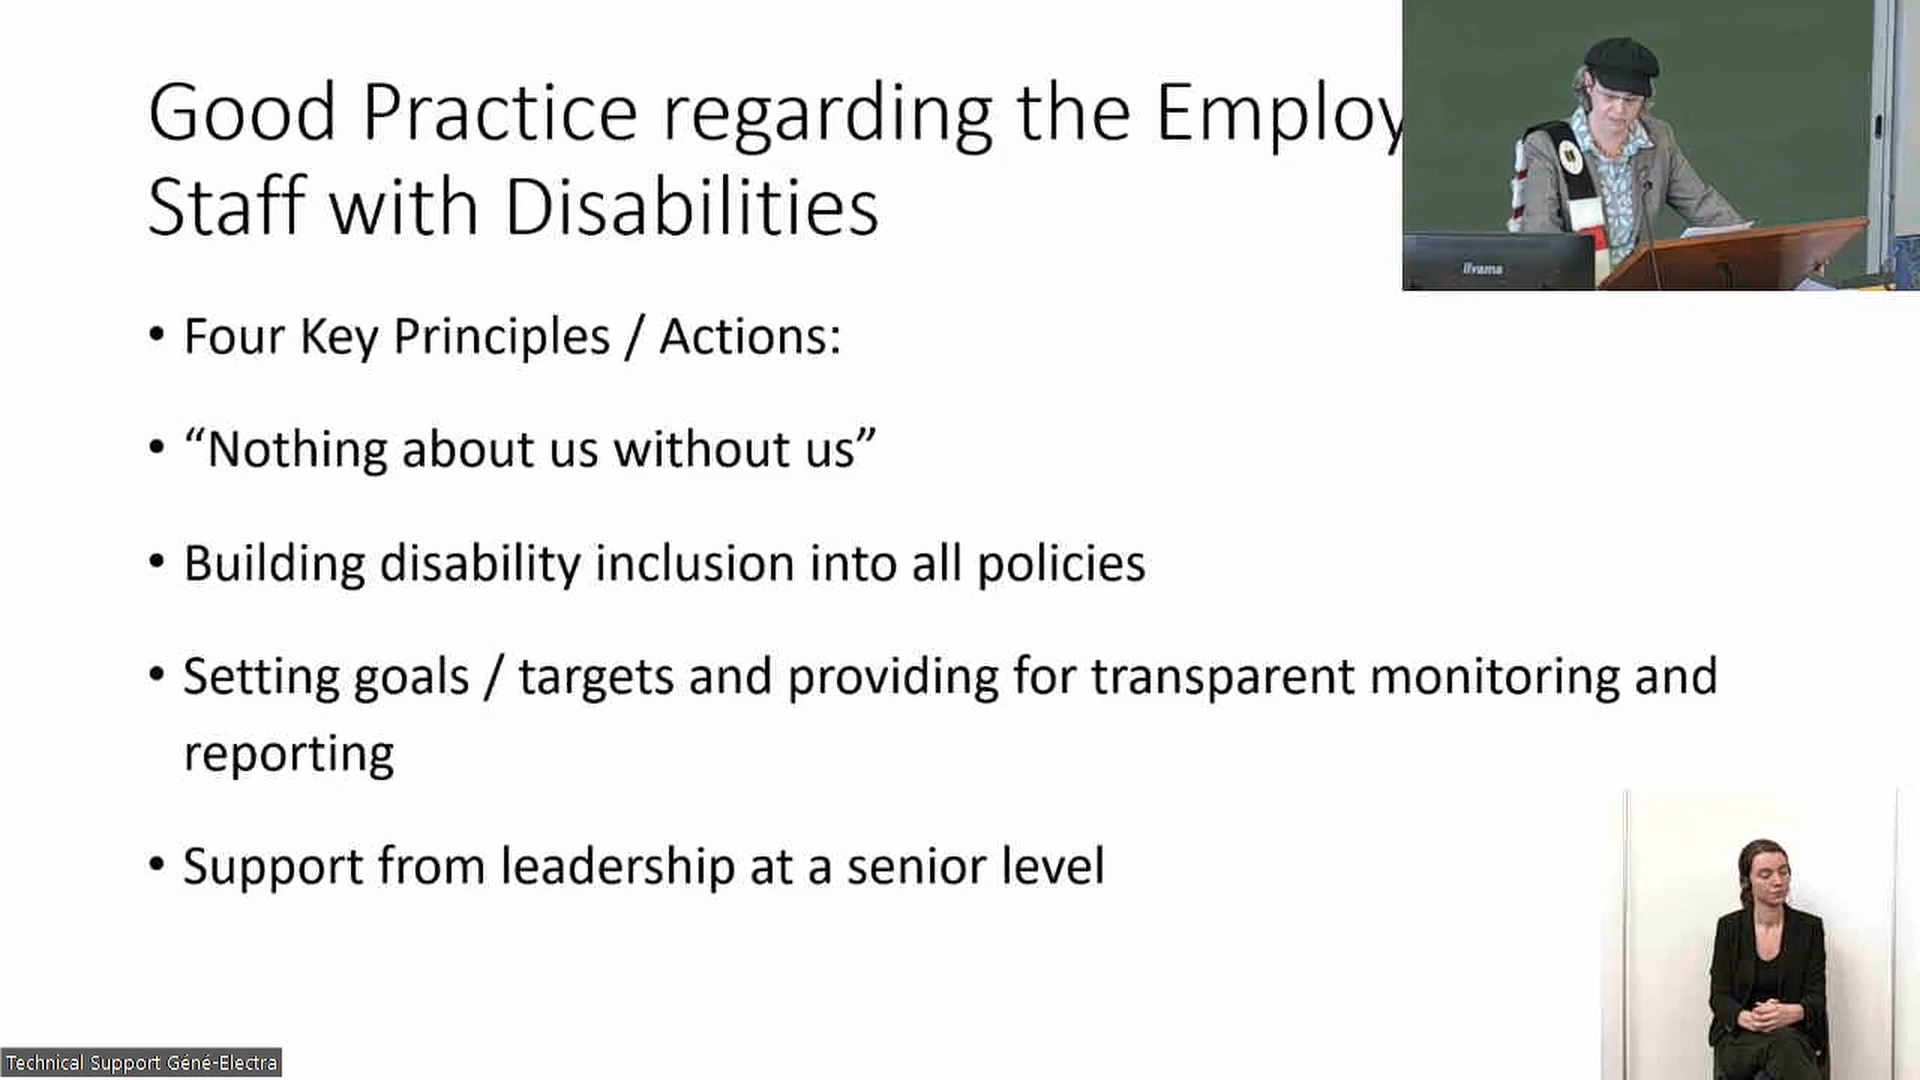 Good Practice regarding the Employ
Staff with Disabilities
• Four Key Principles / Actions:
• “Nothing about us without us”
• Building disability inclusion into all policies
• Setting goals / targets and providing for transparent monitoring and
reporting
• Support from leadership at a senior level
iiyama
Technical Support Géné-Electra